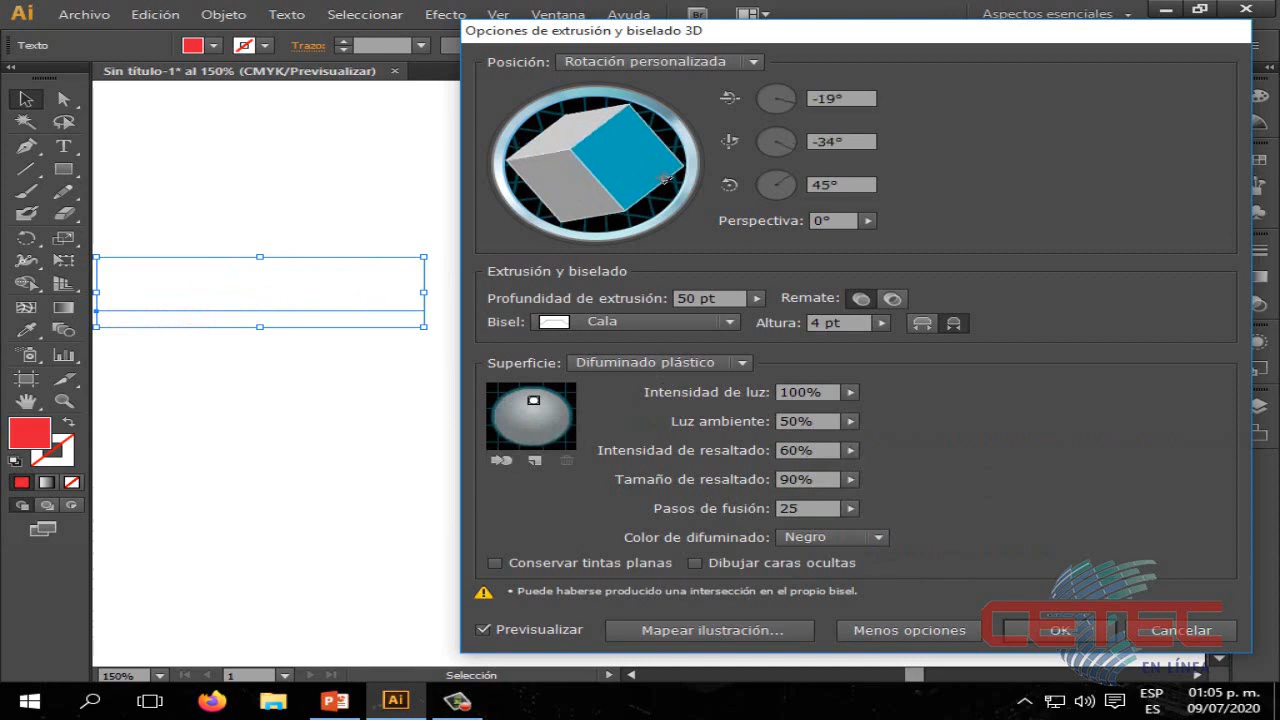 Ai Archivo Edición Objeto Texto Seleccionar Efecto Ver Ventana Ayuda Br Aspectos esenciales
Opciones de extrusión y biselado 3D
Texto Trazo:
Sin título-1* al 150% (CMYK/Previsualizar)
Posición: Rotación personalizada
-19°
-34°
45°
Perspectiva: 0°
Extrusión y biselado
Profundidad de extrusión: 50 pt Remate:
Bisel: Cala Altura: 4 pt
Superficie: Difuminado plástico
Intensidad de luz: 100%
Luz ambiente: 50%
Intensidad de resaltado: 60%
Tamaño de resaltado: 90%
Pasos de fusión: 25
Color de difuminado: Negro
Conservar tintas planas Dibujar caras ocultas
• Puede haberse producido una intersección en el propio bisel.
Previsualizar Mapear ilustración... Menos opciones OK Cancelar
CETEC
EN LÍNEA
150% 1 Selección
Ai
ESP 01:05 p. m.
ES 09/07/2020